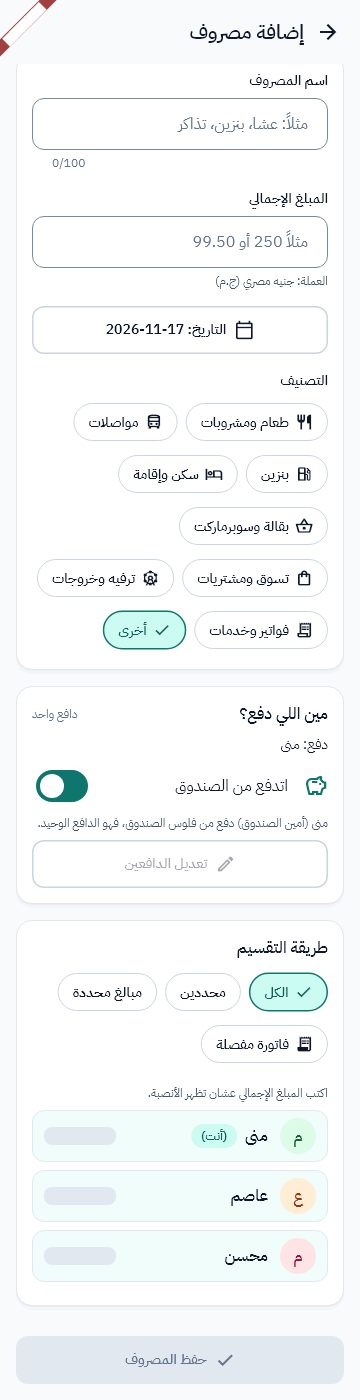 إضافة مصروف
اسم المصروف
مثلاً: عشاء، بنزين، تذاكر
0/100
المبلغ الإجمالي
مثلاً 250 أو 99.50
العملة: جنيه مصري (ج.م)
التاريخ: 17-11-2026
التصنيف
طعام ومشروبات
مواصلات
بنزين
سكن وإقامة
بقالة وسوبرماركت
تسوق ومشتريات
ترفيه وخروجات
فواتير وخدمات
أخرى
مين اللي دفع؟
دافع واحد
دفع: منى
اتدفع من الصندوق
منى (أمين الصندوق) دفع من فلوس الصندوق، فهو الدافع الوحيد.
تعديل الدافعين
طريقة التقسيم
الكل
محددين
مبالغ محددة
فاتورة مفصلة
اكتب المبلغ الإجمالي عشان تظهر الأنصبة.
م
منى
(أنت)
ع
عاصم
م
محسن
حفظ المصروف